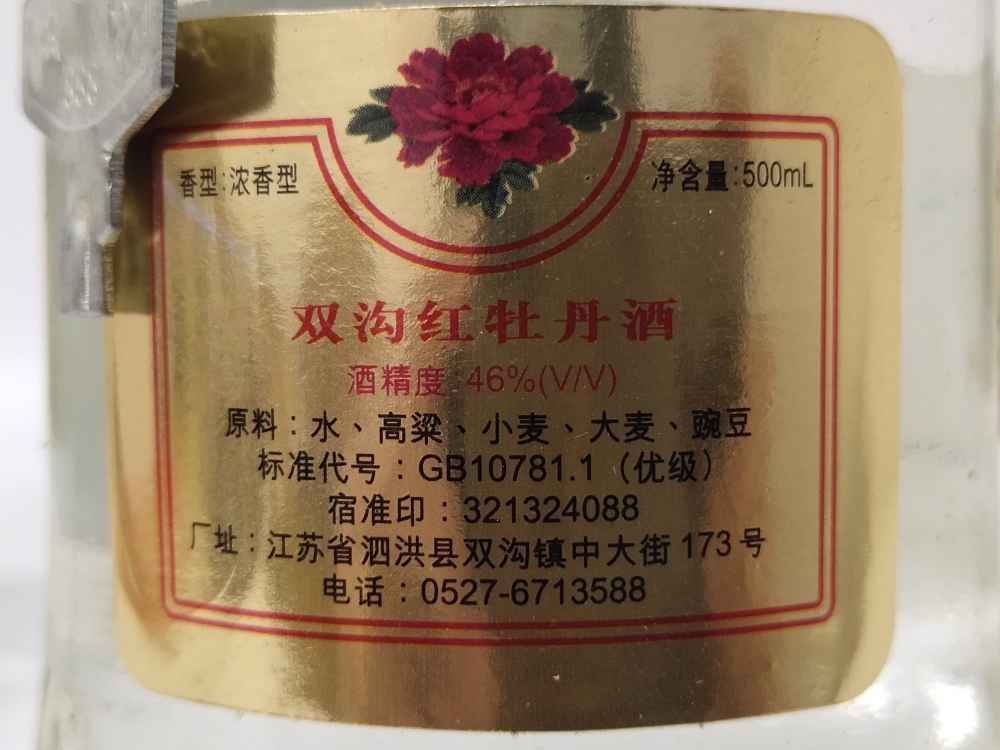 香型:浓香型
净含量:500mL
双沟红牡丹酒
酒精度:46%(V/V)
原料：水、高粱、小麦、大麦、豌豆
标准代号：GB10781.1（优级）
宿准印：321324088
厂址：江苏省泗洪县双沟镇中大街173号
电话：0527-6713588